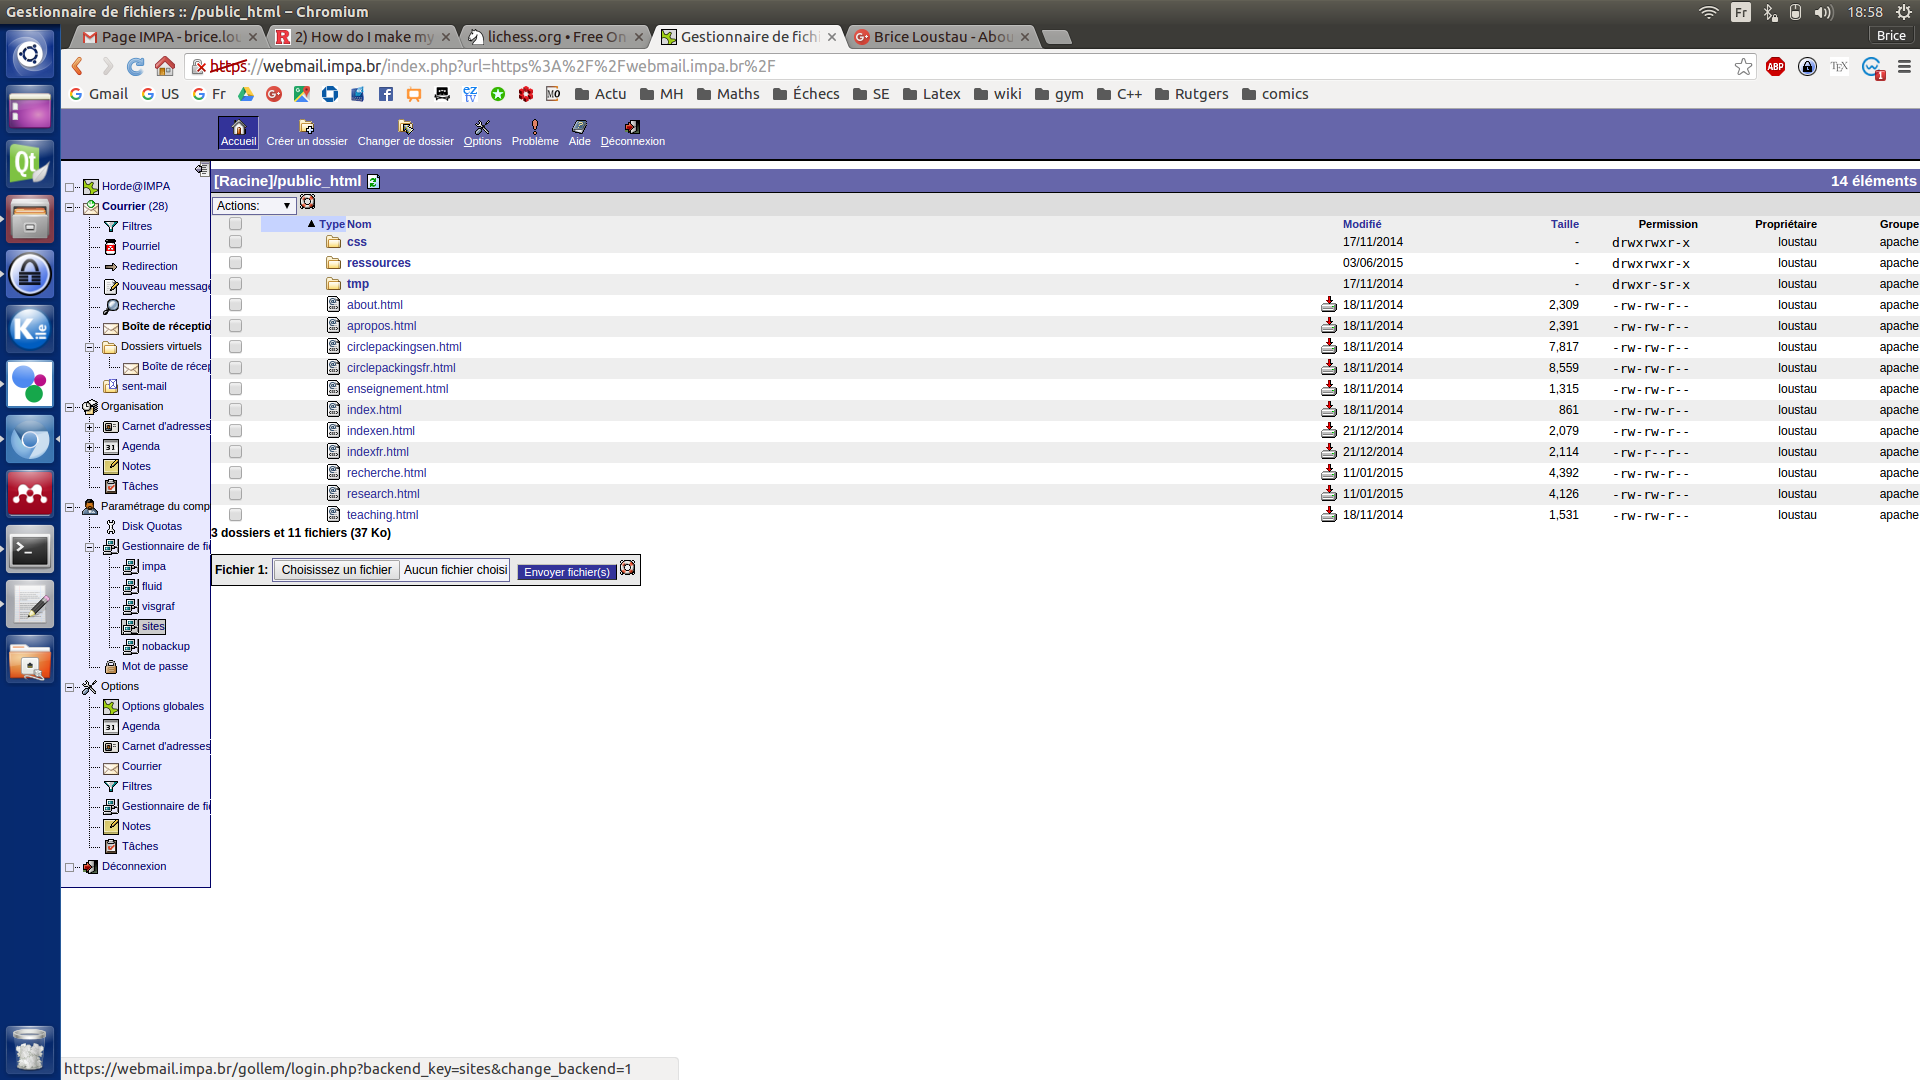 Gestionnaire de fichiers :: /public_html – Chromium
Fr 18:58
Page IMPA - brice.lou 2) How do I make my lichess.org • Free On Gestionnaire de fich Brice Loustau - Abou Brice
https://webmail.impa.br/index.php?url=https%3A%2F%2Fwebmail.impa.br%2F
Gmail US Fr Actu MH Maths Échecs SE Latex wiki gym C++ Rutgers comics
Accueil Créer un dossier Changer de dossier Options Problème Aide Déconnexion
Horde@IMPA
Courrier (28)
Filtres
Pourriel
Redirection
Nouveau message
Recherche
Boîte de réceptio
Dossiers virtuels
Boîte de récep
sent-mail
Organisation
Carnet d'adresses
Agenda
Notes
Tâches
Paramétrage du comp
Disk Quotas
Gestionnaire de fi
impa
fluid
visgraf
sites
nobackup
Mot de passe
Options
Options globales
Agenda
Carnet d'adresses
Courrier
Filtres
Gestionnaire de fi
Notes
Tâches
Déconnexion
[Racine]/public_html 14 éléments
Actions:
Type Nom Modifié Taille Permission Propriétaire Groupe
css 17/11/2014 - drwxrwxr-x loustau apache
ressources 03/06/2015 - drwxrwxr-x loustau apache
tmp 17/11/2014 - drwxr-sr-x loustau apache
about.html 18/11/2014 2,309 -rw-rw-r-- loustau apache
apropos.html 18/11/2014 2,391 -rw-rw-r-- loustau apache
circlepackingsen.html 18/11/2014 7,817 -rw-rw-r-- loustau apache
circlepackingsfr.html 18/11/2014 8,559 -rw-rw-r-- loustau apache
enseignement.html 18/11/2014 1,315 -rw-rw-r-- loustau apache
index.html 18/11/2014 861 -rw-rw-r-- loustau apache
indexen.html 21/12/2014 2,079 -rw-rw-r-- loustau apache
indexfr.html 21/12/2014 2,114 -rw-r--r-- loustau apache
recherche.html 11/01/2015 4,392 -rw-rw-r-- loustau apache
research.html 11/01/2015 4,126 -rw-rw-r-- loustau apache
teaching.html 18/11/2014 1,531 -rw-rw-r-- loustau apache
3 dossiers et 11 fichiers (37 Ko)
Fichier 1: Choisissez un fichier Aucun fichier choisi Envoyer fichier(s)
https://webmail.impa.br/gollem/login.php?backend_key=sites&change_backend=1